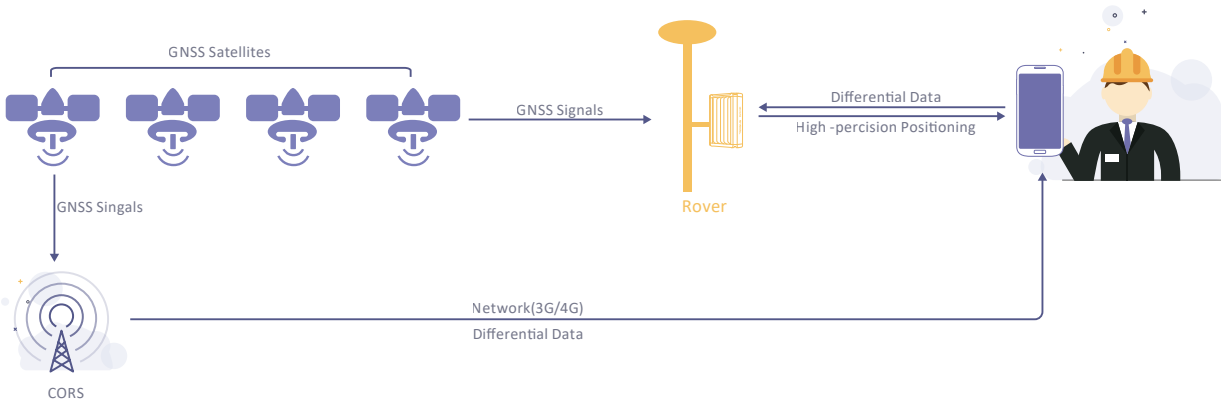 GNSS Satellites
GNSS Signals
Differential Data
High -percision Positioning
Rover
GNSS Singals
Network(3G/4G)
Differential Data
CORS